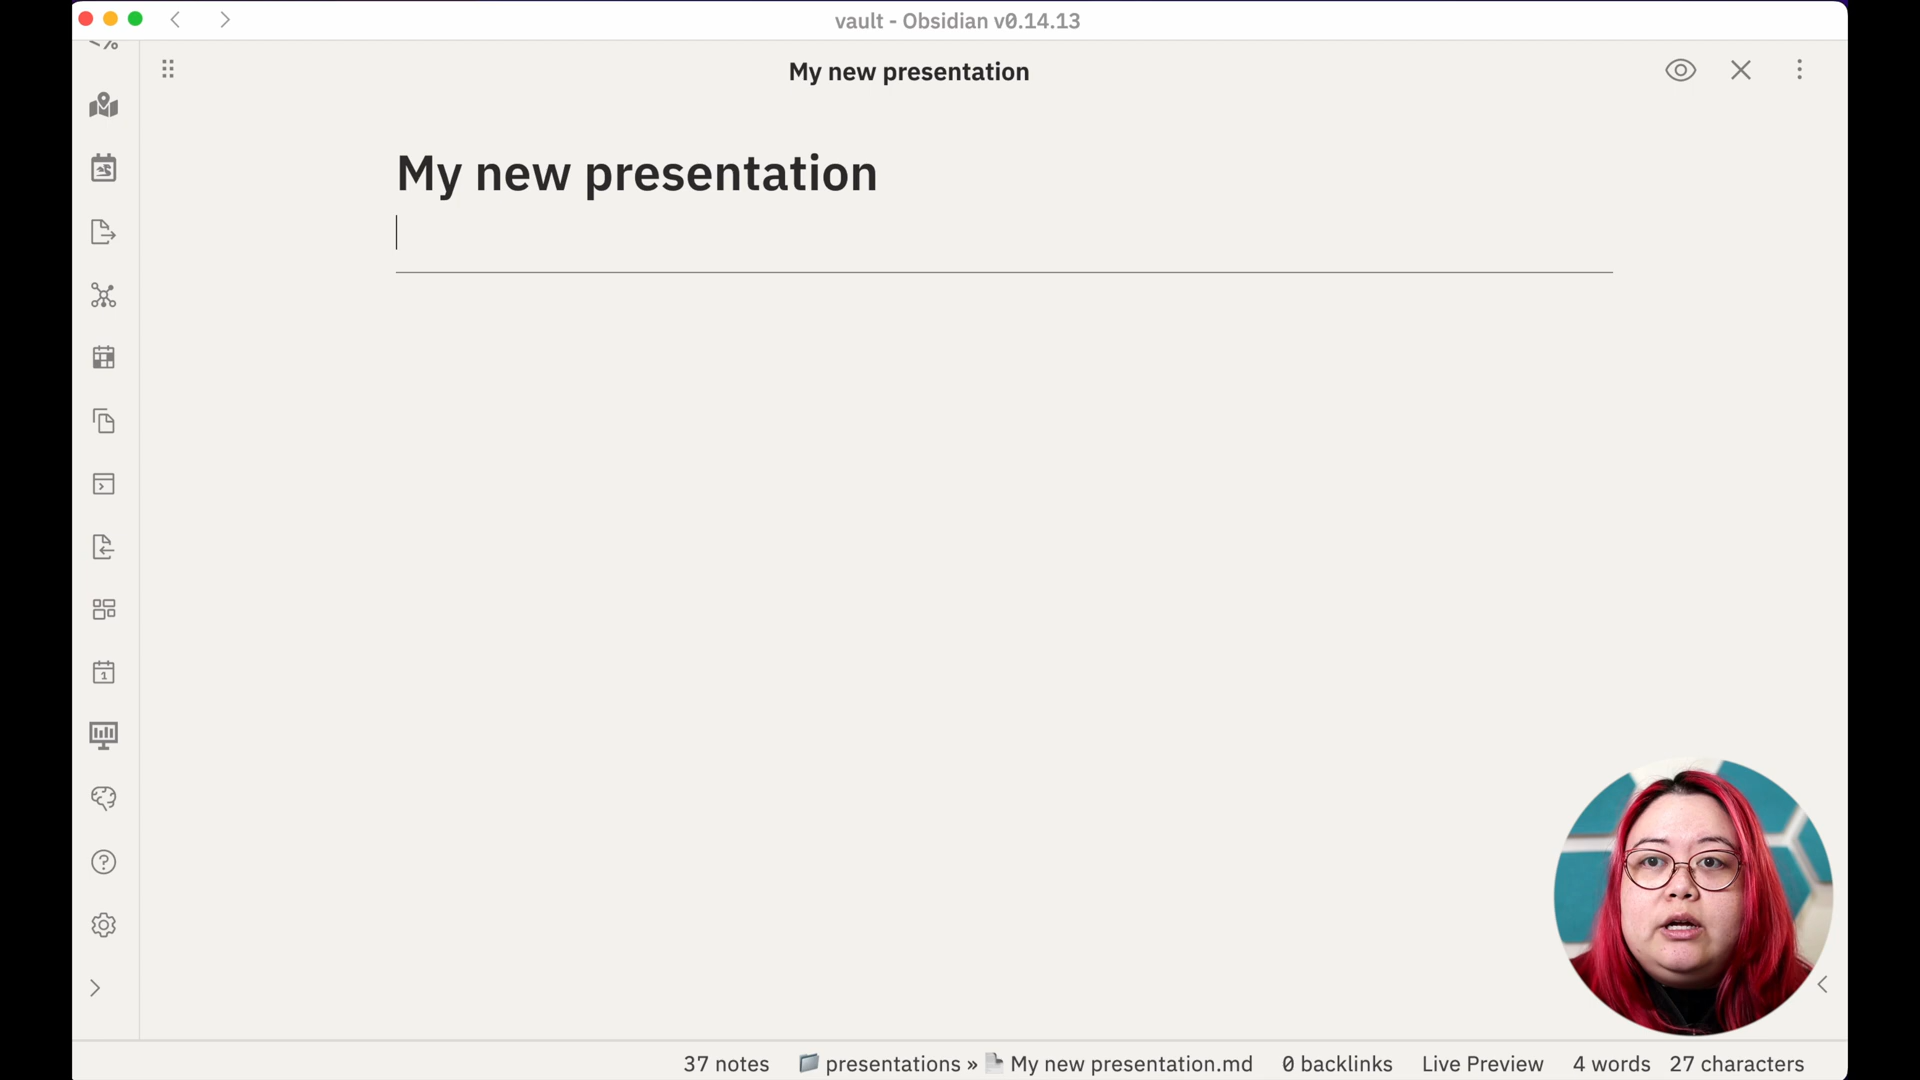 vault - Obsidian v0.14.13
My new presentation
My new presentation
37 notes presentations » My new presentation.md 0 backlinks Live Preview 4 words 27 characters